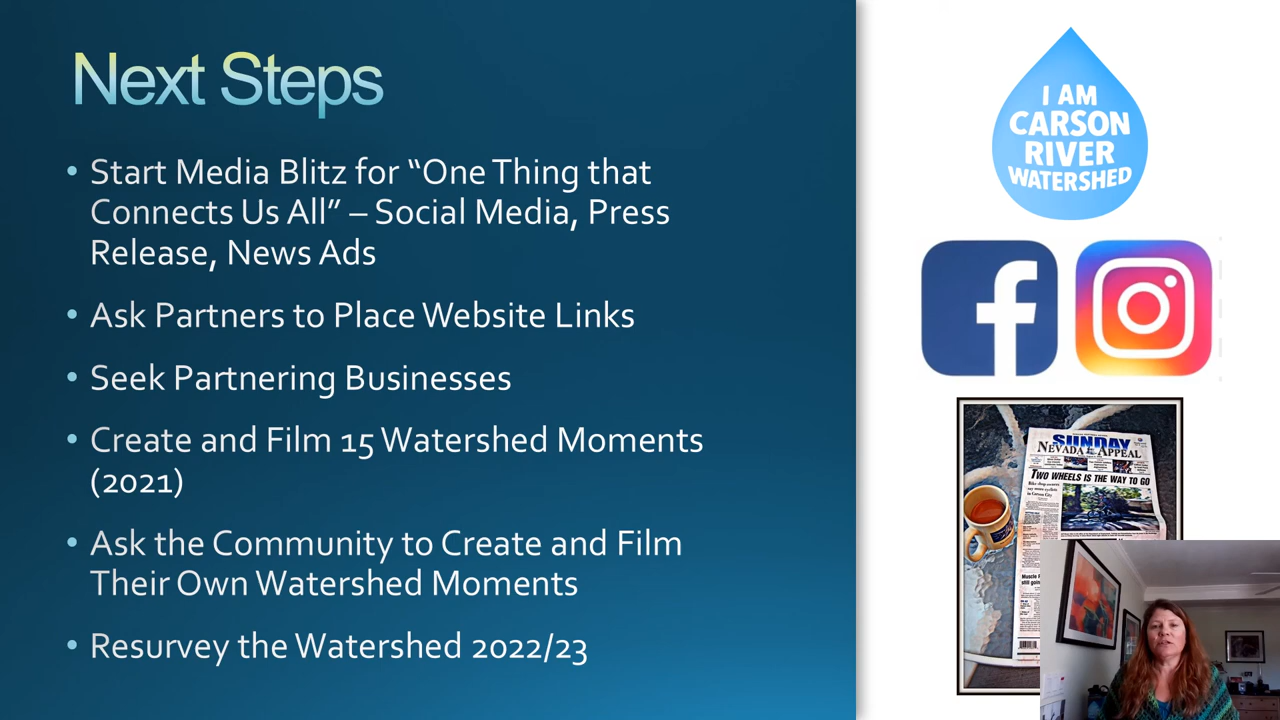 Next Steps
• Start Media Blitz for “One Thing that
Connects Us All” – Social Media, Press
Release, News Ads
• Ask Partners to Place Website Links
• Seek Partnering Businesses
• Create and Film 15 Watershed Moments
(2021)
• Ask the Community to Create and Film
Their Own Watershed Moments
• Resurvey the Watershed 2022/23
I AM
CARSON
RIVER
WATERSHED
SUNDAY
NEVADA APPEAL
TWO WHEELS IS THE WAY TO GO